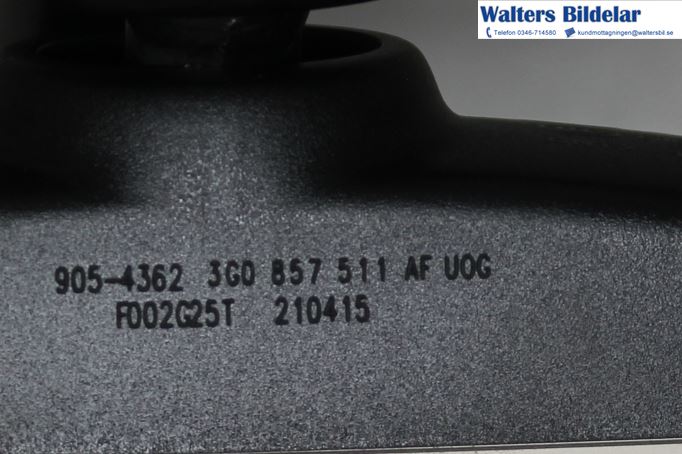 Walters Bildelar
Telefon 0346-714580 kundmottagningen@waltersbil.se
905-4362 3G0 857 511 AF UOG
F002G25T 210415